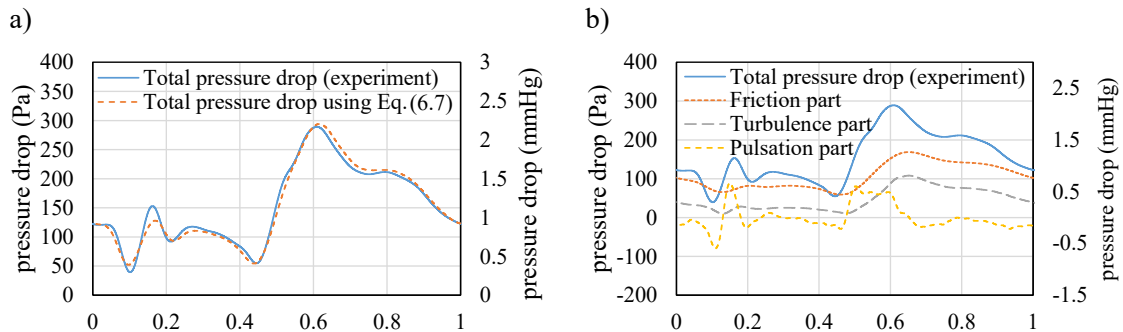 a)
pressure drop (Pa)
400
350
300
250
200
150
100
50
0
Total pressure drop (experiment)
Total pressure drop using Eq.(6.7)
3
2.5
2
1.5
1
0.5
0
pressure drop (mmHg)
0 0.2 0.4 0.6 0.8 1
b)
pressure drop (Pa)
400
300
200
100
0
-100
-200
Total pressure drop (experiment)
Friction part
Turbulence part
Pulsation part
2.5
1.5
0.5
-0.5
-1.5
pressure drop (mmHg)
0 0.2 0.4 0.6 0.8 1